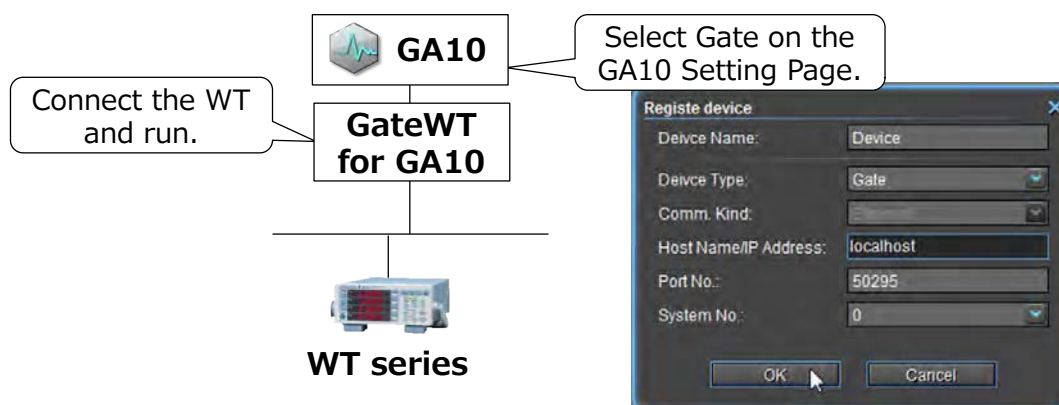 GA10
Select Gate on the
GA10 Setting Page.
Connect the WT
and run.
GateWT
for GA10
WT series
Registe device
Deivce Name: Device
Deivce Type: Gate
Comm. Kind: Ethernet
Host Name/IP Address: localhost
Port No.: 50295
System No.: 0
OK Cancel